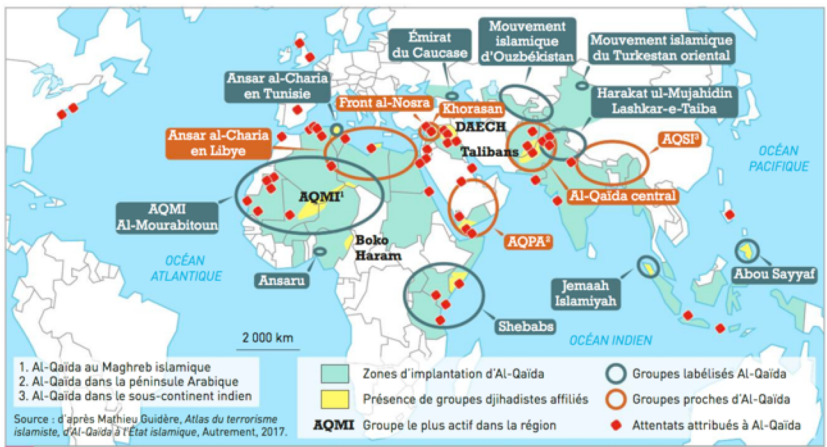 Émirat
du Caucase
Mouvement
islamique
d'Ouzbékistan
Mouvement islamique
du Turkestan oriental
Ansar al-Charia
en Tunisie
Front al-Nosra
Khorasan
Harakat ul-Mujahidin
Lashkar-e-Taiba
DAECH
Ansar al-Charia
en Libye
Talibans
AQSI³
OCÉAN
PACIFIQUE
AQMI¹
Al-Qaïda central
AQMI
Al-Mourabitoun
AQPA²
Boko
Haram
OCÉAN
ATLANTIQUE
Ansaru
Abou Sayyaf
Jemaah
Islamiyah
Shebabs
2 000 km
OCÉAN INDIEN
1. Al-Qaïda au Maghreb islamique
2. Al-Qaïda dans la péninsule Arabique
3. Al-Qaïda dans le sous-continent indien
Source : d'après Mathieu Guidère, Atlas du terrorisme
islamiste, d'Al-Qaïda à l'État islamique, Autrement, 2017.
Zones d'implantation d'Al-Qaïda
Présence de groupes djihadistes affiliés
AQMI Groupe le plus actif dans la région
Groupes labélisés Al-Qaïda
Groupes proches d'Al-Qaïda
Attentats attribués à Al-Qaïda